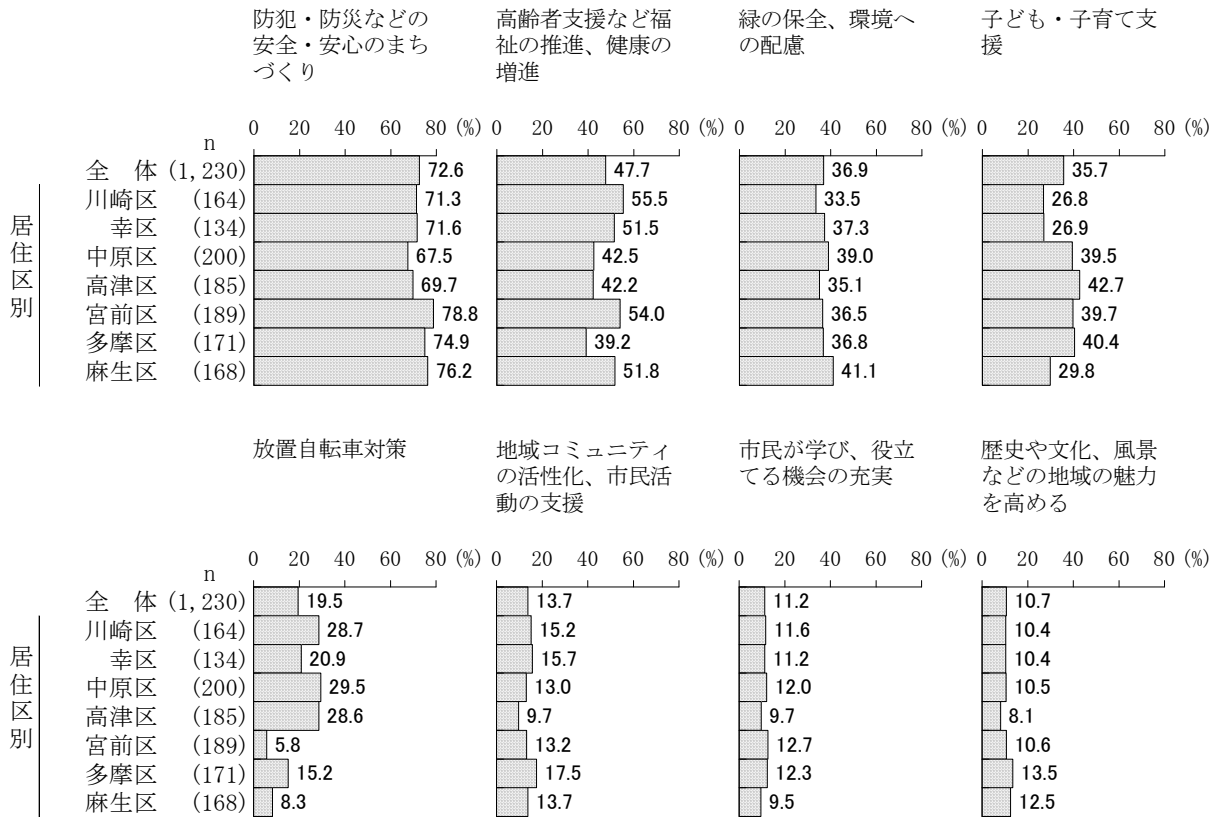 防犯・防災などの
安全・安心のまち
づくり
高齢者支援など福
祉の推進、健康の
増進
緑の保全、環境へ
の配慮
子ども・子育て支
援
0 20 40 60 80 (%) 0 20 40 60 80 (%) 0 20 40 60 80 (%) 0 20 40 60 80 (%)
n
居住区別
全 体 (1,230) 72.6 47.7 36.9 35.7
川崎区 (164) 71.3 55.5 33.5 26.8
幸区 (134) 71.6 51.5 37.3 26.9
中原区 (200) 67.5 42.5 39.0 39.5
高津区 (185) 69.7 42.2 35.1 42.7
宮前区 (189) 78.8 54.0 36.5 39.7
多摩区 (171) 74.9 39.2 36.8 40.4
麻生区 (168) 76.2 51.8 41.1 29.8
放置自転車対策
地域コミュニティ
の活性化、市民活
動の支援
市民が学び、役立
てる機会の充実
歴史や文化、風景
などの地域の魅力
を高める
0 20 40 60 80 (%) 0 20 40 60 80 (%) 0 20 40 60 80 (%) 0 20 40 60 80 (%)
n
居住区別
全 体 (1,230) 19.5 13.7 11.2 10.7
川崎区 (164) 28.7 15.2 11.6 10.4
幸区 (134) 20.9 15.7 11.2 10.4
中原区 (200) 29.5 13.0 12.0 10.5
高津区 (185) 28.6 9.7 9.7 8.1
宮前区 (189) 5.8 13.2 12.7 10.6
多摩区 (171) 15.2 17.5 12.3 13.5
麻生区 (168) 8.3 13.7 9.5 12.5